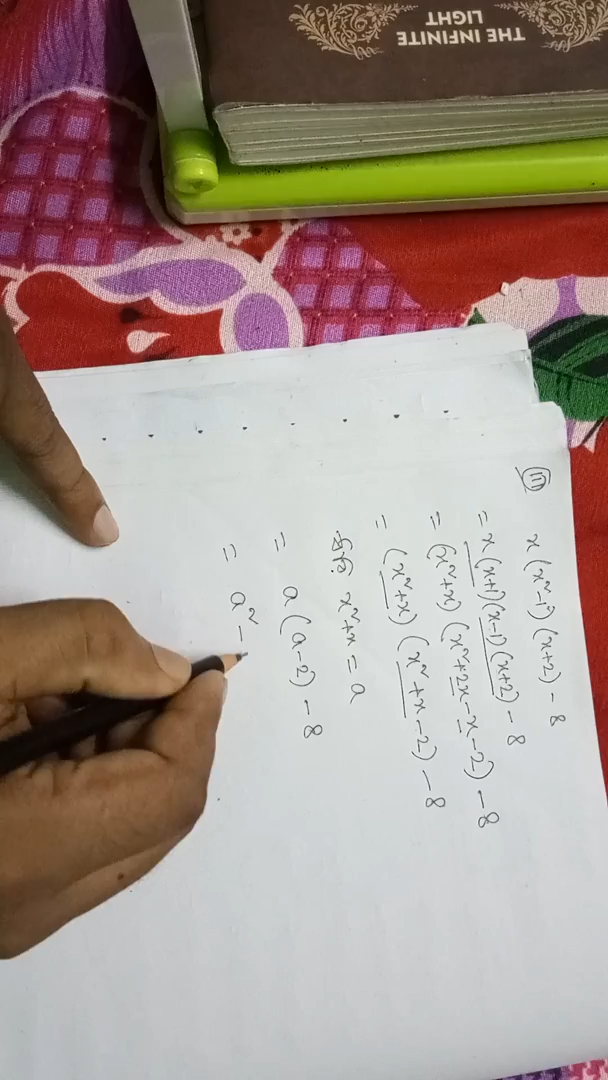 THE INFINITE
LIGHT
(iii) x(x²-1)(x+2)-8
= x(x+1)(x-1)(x+2)-8
= (x²+x)(x²+2x-x-2)-8
= (x²+x)(x²+x-2)-8
x²+x=a
= a(a-2)-8
= a²-